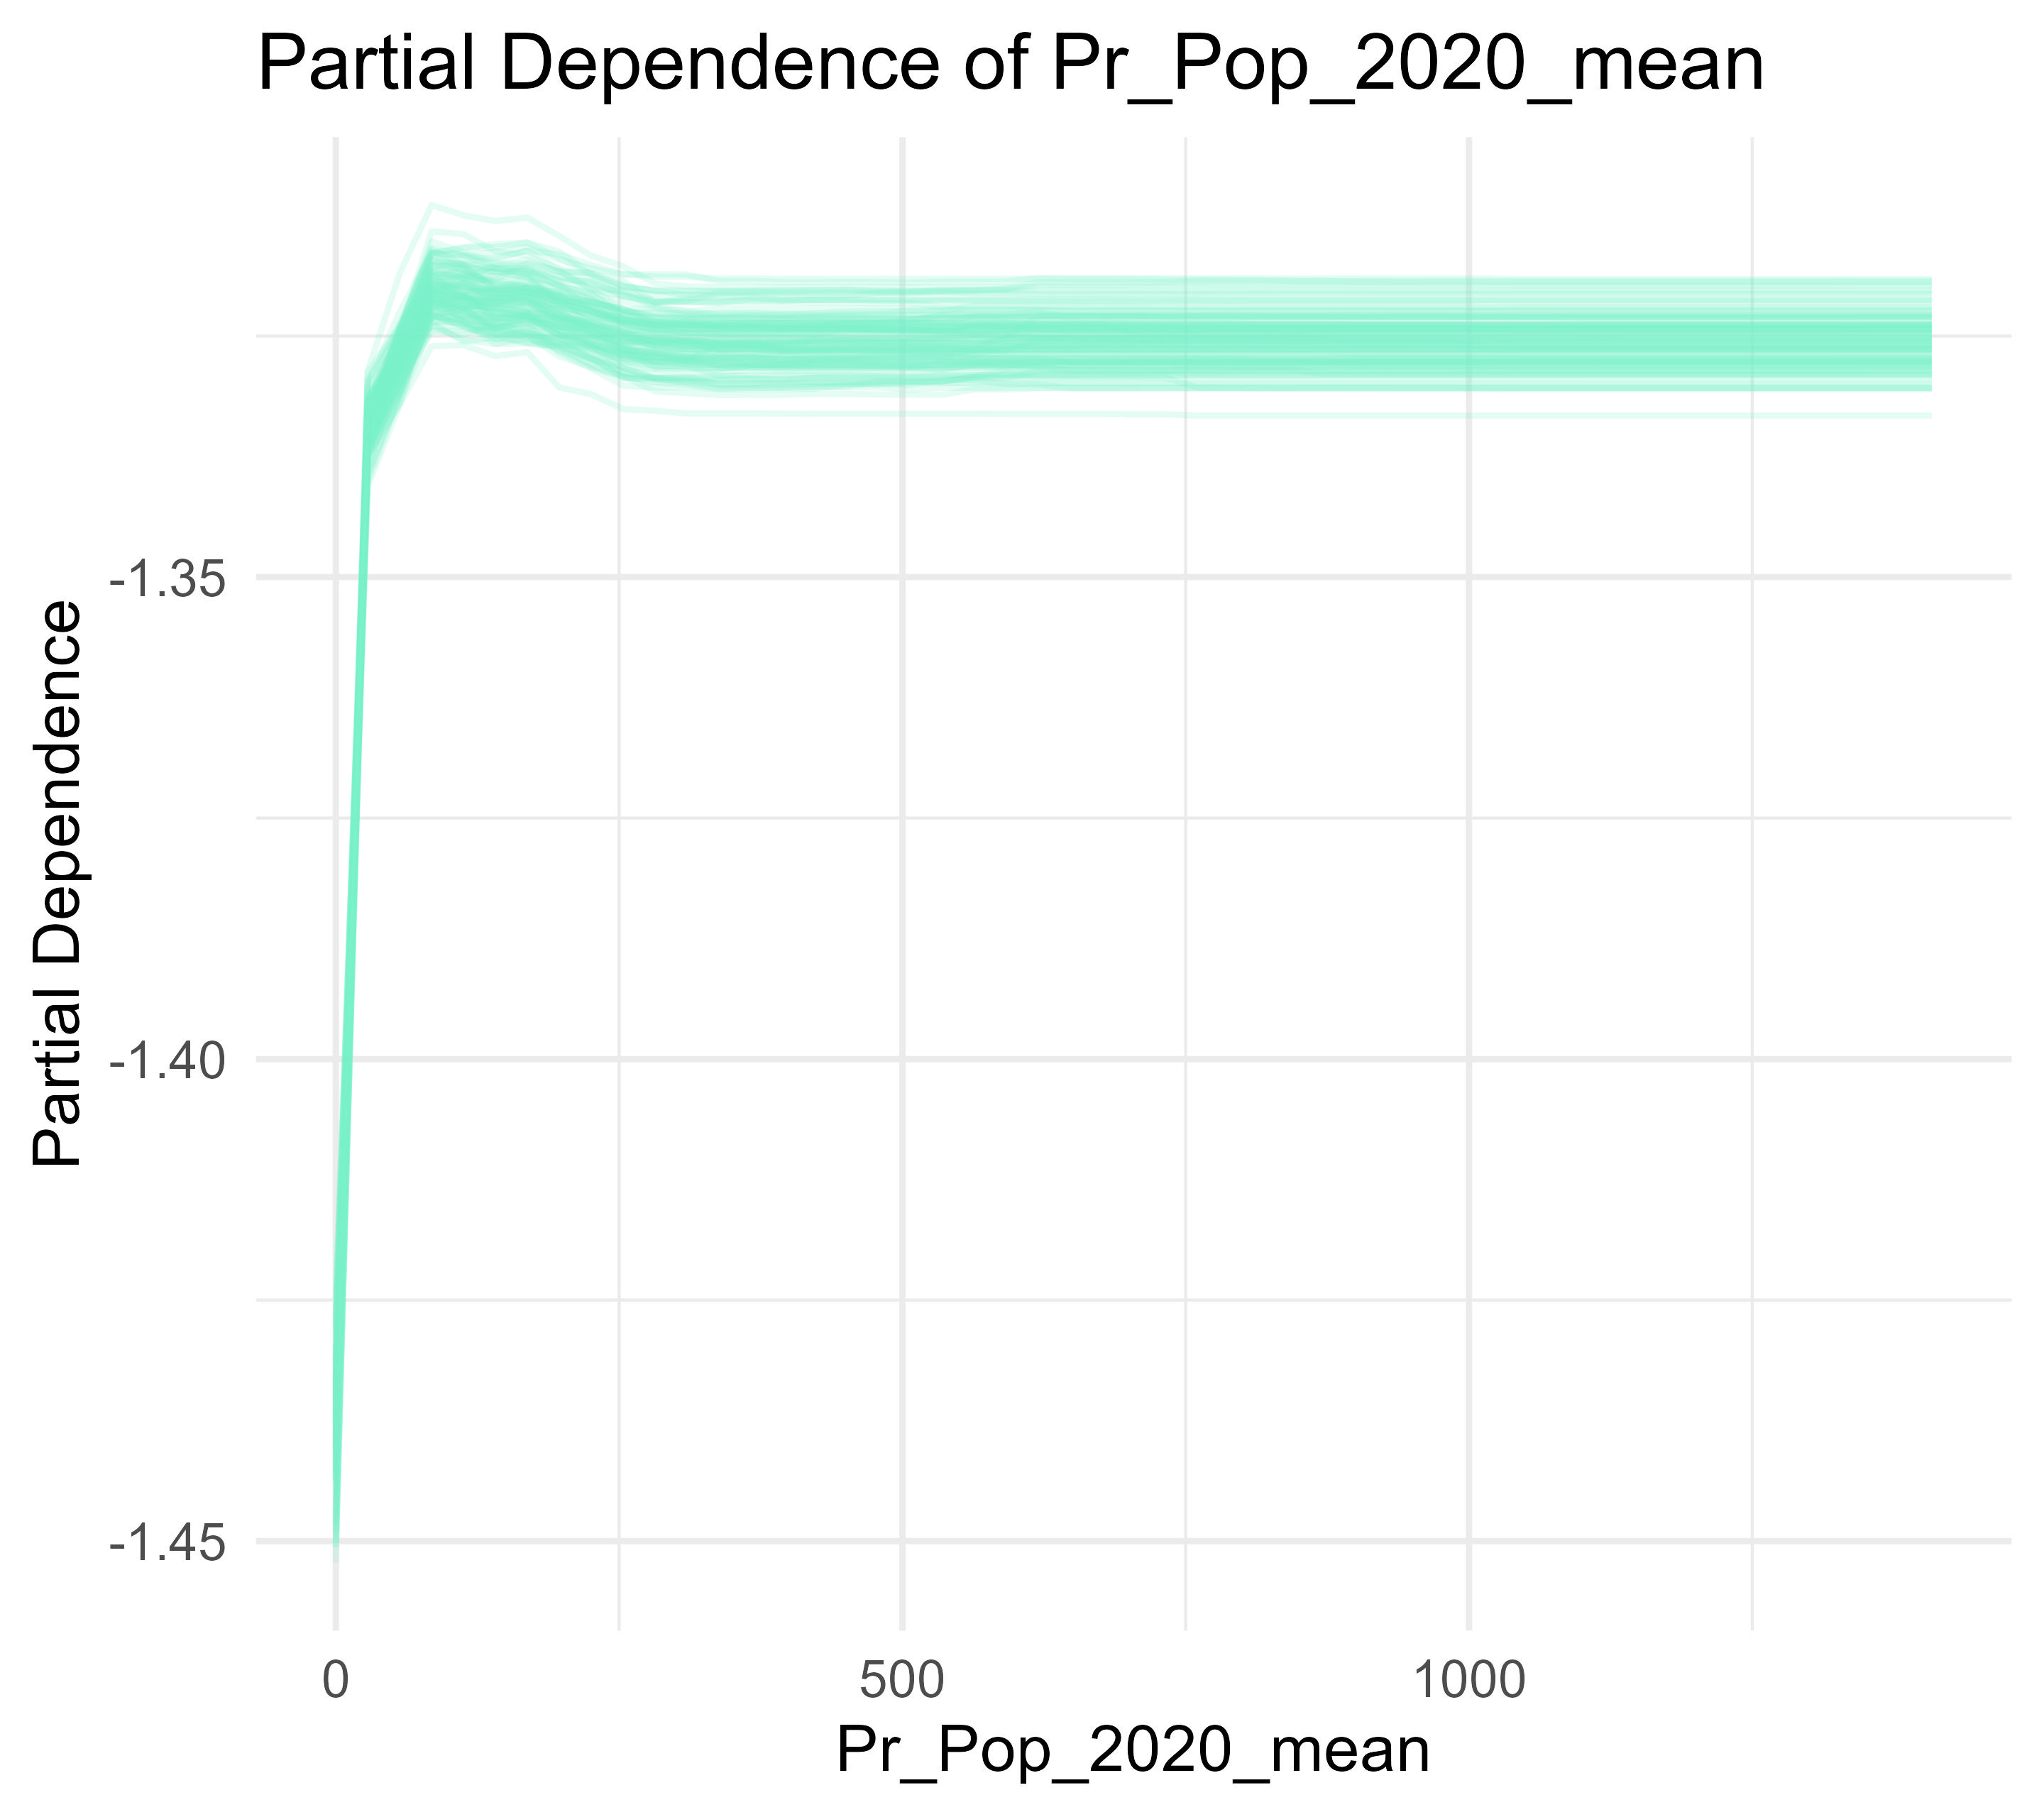 Partial Dependence of Pr_Pop_2020_mean
Partial Dependence
-1.35
-1.40
-1.45
0
500
1000
Pr_Pop_2020_mean